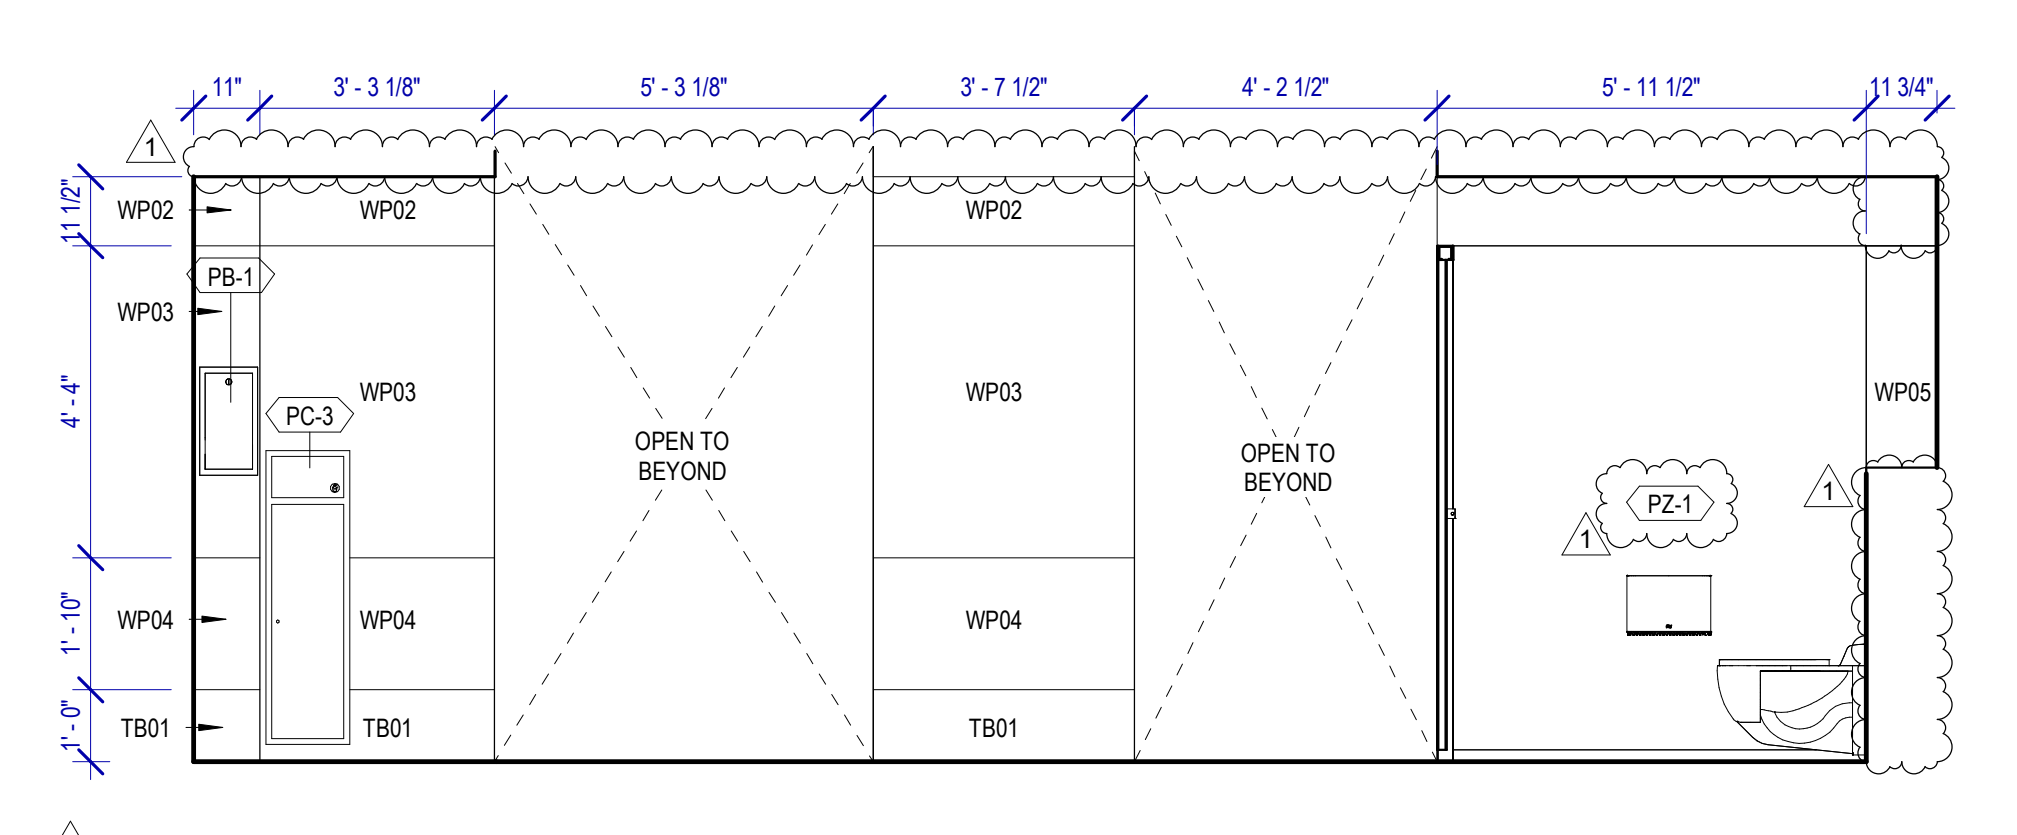 11" 3' - 3 1/8" 5' - 3 1/8" 3' - 7 1/2" 4' - 2 1/2" 5' - 11 1/2" 11 3/4"
1
11 1/2"
WP02 WP02 WP02
PB-1
WP03
4' - 4"
WP03 WP03 WP05
PC-3
OPEN TO
BEYOND
OPEN TO
BEYOND
1
PZ-1
1
1' - 10"
WP04 WP04 WP04
1' - 0"
TB01 TB01 TB01